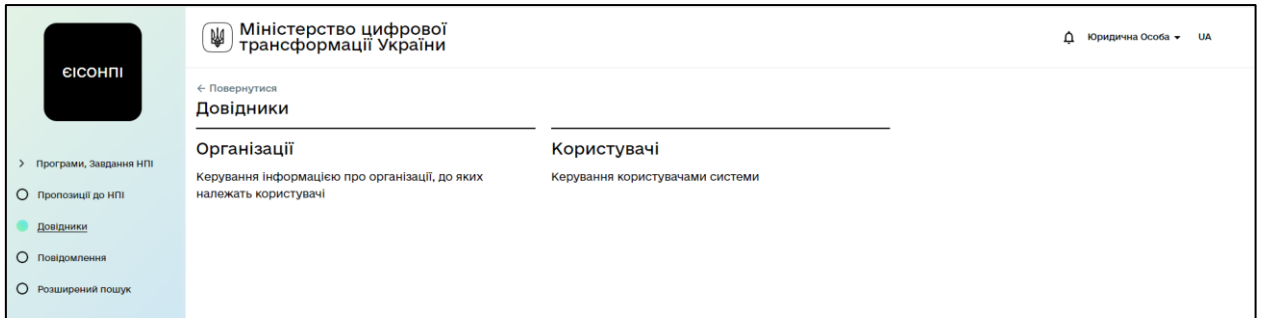 ЄІСОНПІ
Програми, Завдання НПІ
Пропозиції до НПІ
Довідники
Повідомлення
Розширений пошук
Міністерство цифрової
трансформації України
Юридична Особа
UA
← Повернутися
Довідники
Організації
Керування інформацією про організації, до яких
належать користувачі
Користувачі
Керування користувачами системи